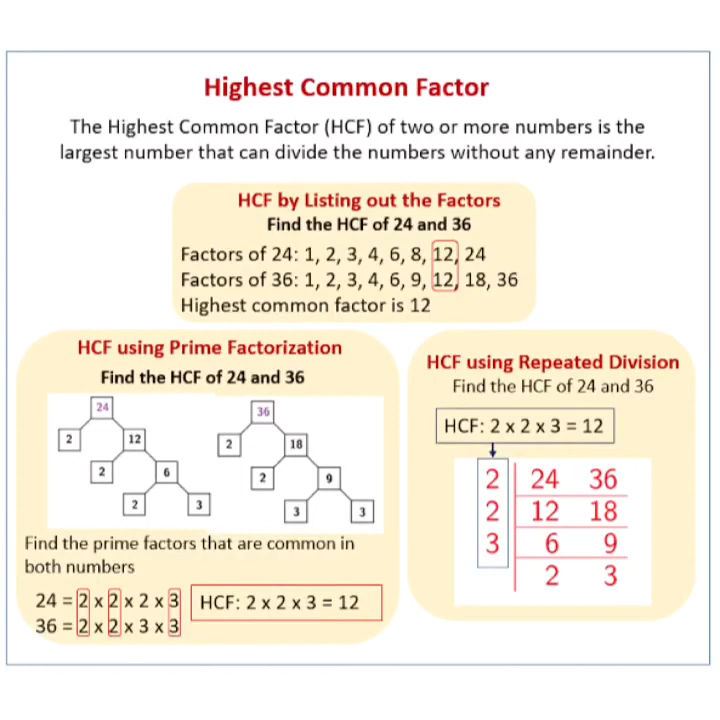 Highest Common Factor
The Highest Common Factor (HCF) of two or more numbers is the
largest number that can divide the numbers without any remainder.
HCF by Listing out the Factors
Find the HCF of 24 and 36
Factors of 24: 1, 2, 3, 4, 6, 8, 12, 24
Factors of 36: 1, 2, 3, 4, 6, 9, 12, 18, 36
Highest common factor is 12
HCF using Prime Factorization
Find the HCF of 24 and 36
24
2 12
2 6
2 3
36
2 18
2 9
3 3
Find the prime factors that are common in
both numbers
24 = 2 x 2 x 2 x 3
36 = 2 x 2 x 3 x 3
HCF: 2 x 2 x 3 = 12
HCF using Repeated Division
Find the HCF of 24 and 36
HCF: 2 x 2 x 3 = 12
2 24 36
2 12 18
3 6 9
2 3